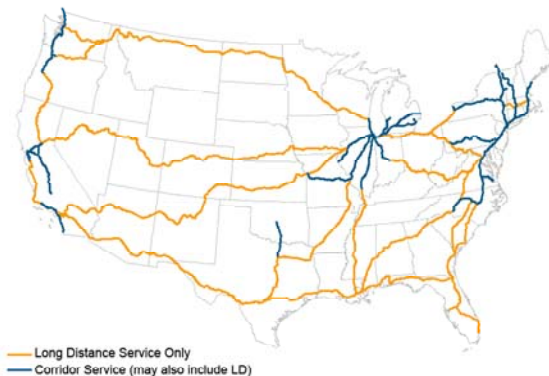 Long Distance Service Only
Corridor Service (may also include LD)